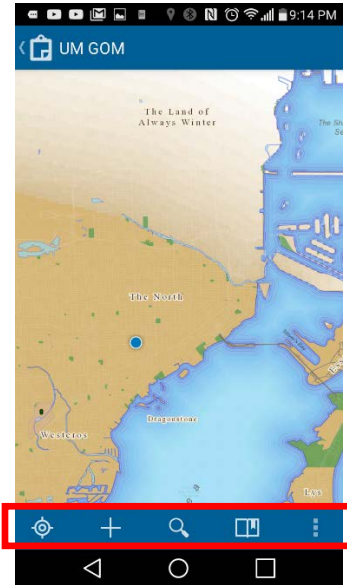 9:14 PM
UM GOM
The Land of
Always Winter
The North
Dragonstone
Westeros
Lys